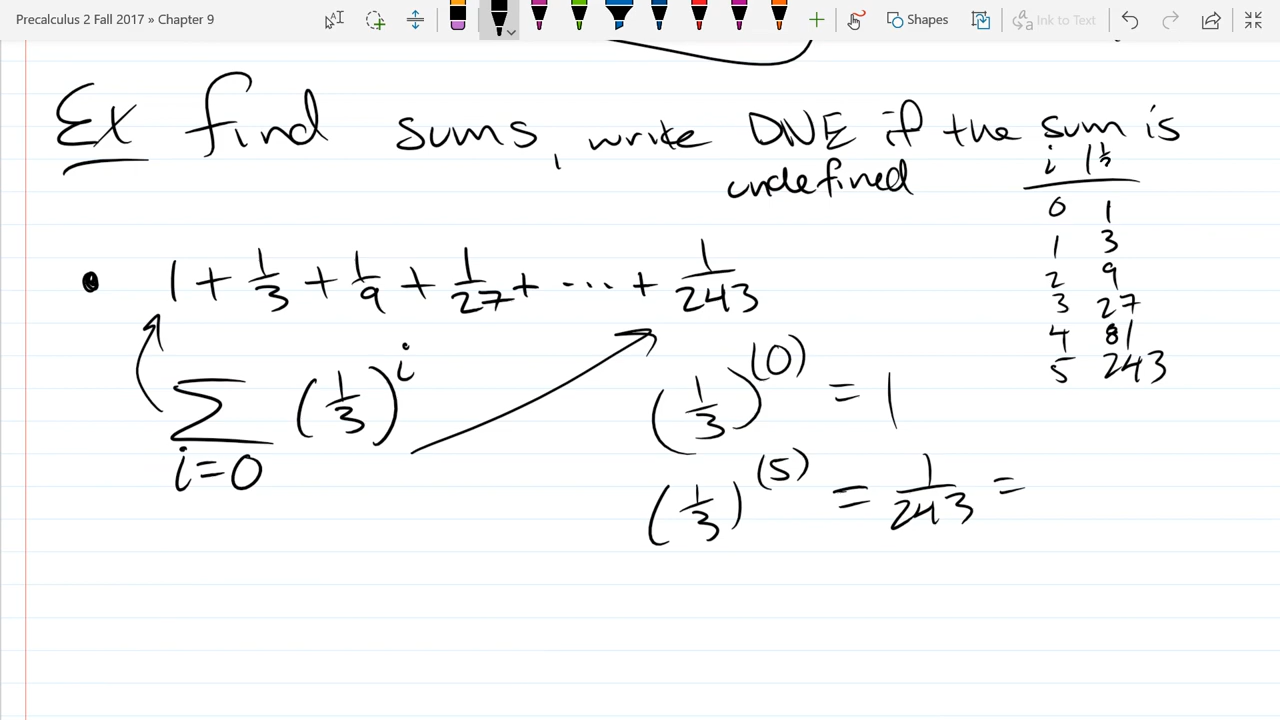 Precalculus 2 Fall 2017 » Chapter 9
Shapes
Ink to Text
Ex find sums, write DNE if the sum is
undefined
i 1/3
0 1
1 3
2 9
3 27
4 81
5 243
• 1 + 1/3 + 1/9 + 1/27 + ... + 1/243
∑ (1/3)^i
i=0
(1/3)^(0) = 1
(1/3)^(5) = 1/243 =